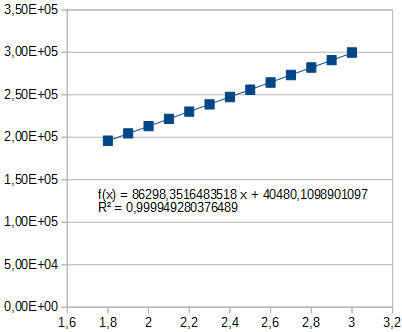 3,50E+05
3,00E+05
2,50E+05
2,00E+05
1,50E+05
f(x) = 86298,3516483518 x + 40480,1098901097
R² = 0,999949280376489
1,00E+05
5,00E+04
0,00E+00
1,6 1,8 2 2,2 2,4 2,6 2,8 3 3,2